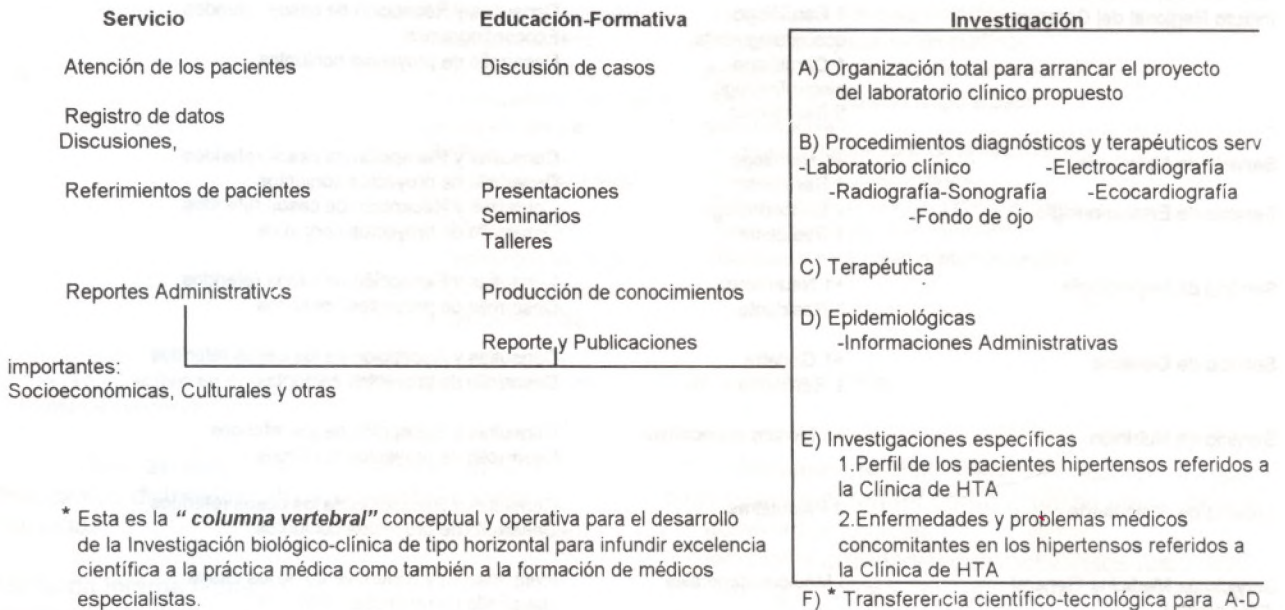 Servicio
Atención de los pacientes
Registro de datos
Discusiones,
Referimientos de pacientes
Reportes Administrativos
importantes:
Socioeconómicas, Culturales y otras
Educación-Formativa
Discusión de casos
Presentaciones
Seminarios
Talleres
Producción de conocimientos
Reporte y Publicaciones
Investigación
A) Organización total para arrancar el proyecto
del laboratorio clínico propuesto
B) Procedimientos diagnósticos y terapéuticos serv
-Laboratorio clínico -Electrocardiografía
-Radiografía-Sonografía -Ecocardiografía
-Fondo de ojo
C) Terapéutica
D) Epidemiológicas
-Informaciones Administrativas
E) Investigaciones específicas
1.Perfil de los pacientes hipertensos referidos a
la Clínica de HTA
2.Enfermedades y problemas médicos
concomitantes en los hipertensos referidos a
la Clínica de HTA
F) * Transferencia científico-tecnológica para A-D
* Esta es la “ columna vertebral” conceptual y operativa para el desarrollo
de la Investigación biológico-clínica de tipo horizontal para infundir excelencia
científica a la práctica médica como también a la formación de médicos
especialistas.